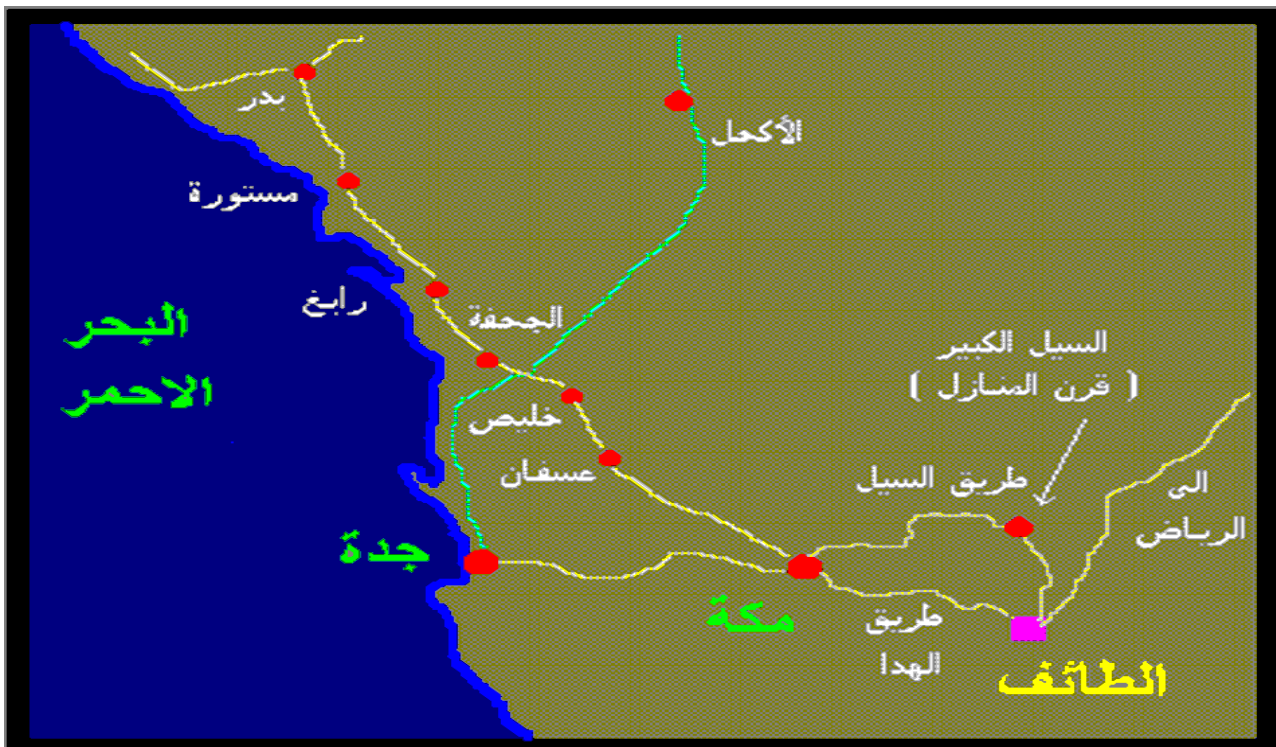 بدر
الأكحل
مستورة
رابغ
الجحفة
البحر
الاحمر
السيل الكبير
( قرن المنازل )
خليص
عسفان
طريق السيل
الى
الرياض
جدة
مكة
طريق
الهدا
الطائف